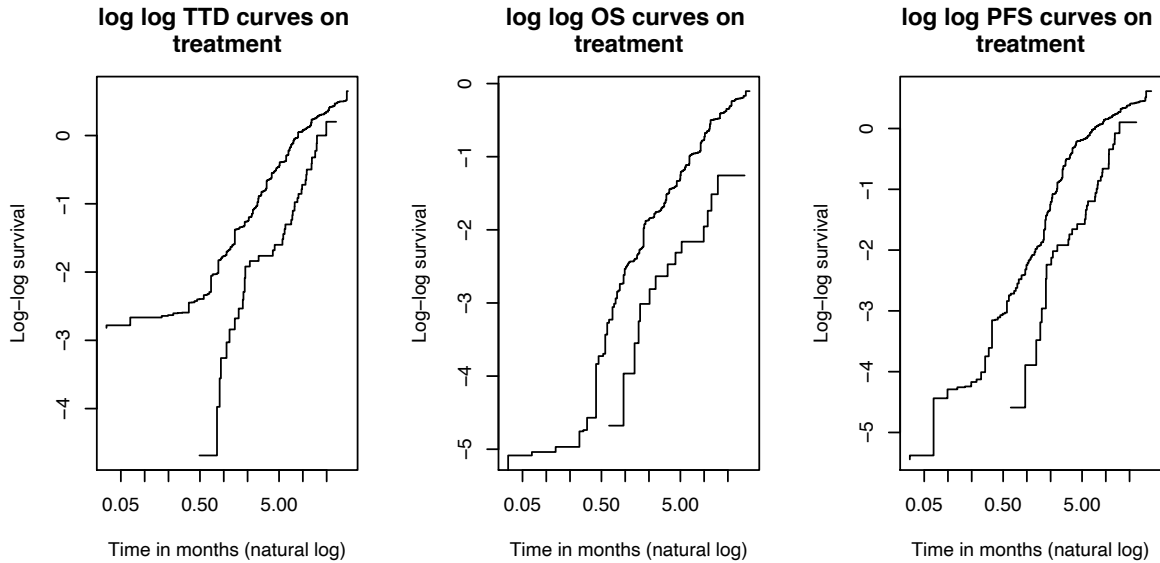 log log TTD curves on
treatment
Log−log survival
0
−1
−2
−3
−4
0.05 0.50 5.00
Time in months (natural log)
log log OS curves on
treatment
Log−log survival
0
−1
−2
−3
−4
−5
0.05 0.50 5.00
Time in months (natural log)
log log PFS curves on
treatment
Log−log survival
0
−1
−2
−3
−4
−5
0.05 0.50 5.00
Time in months (natural log)